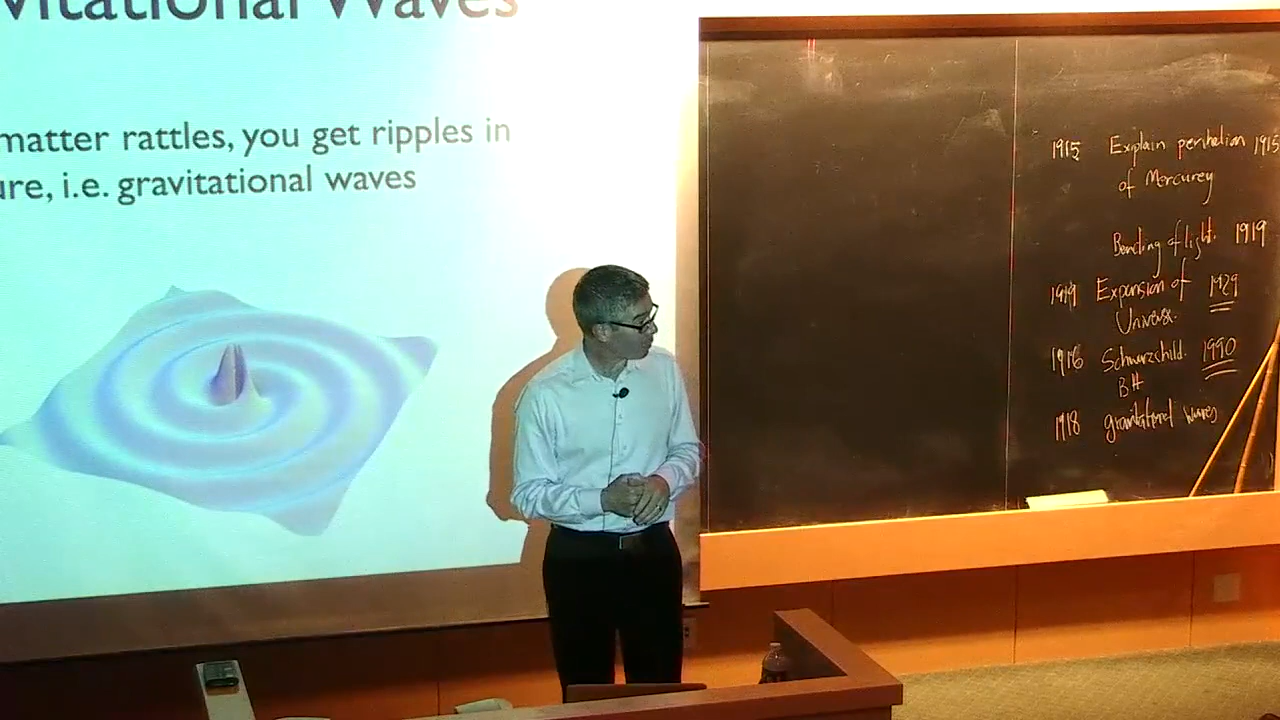 vitational Waves
matter rattles, you get ripples in
ure, i.e. gravitational waves
1915 Explain perihelion 1915
of Mercurey
Bending of light. 1919
1919 Expansion of 1929
Universe.
1916 Schwarzchild. 1990
BH
1918 gravitational waves